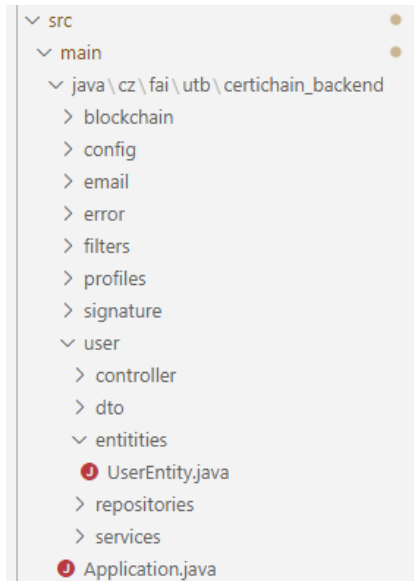 src
main
java\cz\fai\utb\certichain_backend
blockchain
config
email
error
filters
profiles
signature
user
controller
dto
entitities
J UserEntity.java
repositories
services
J Application.java